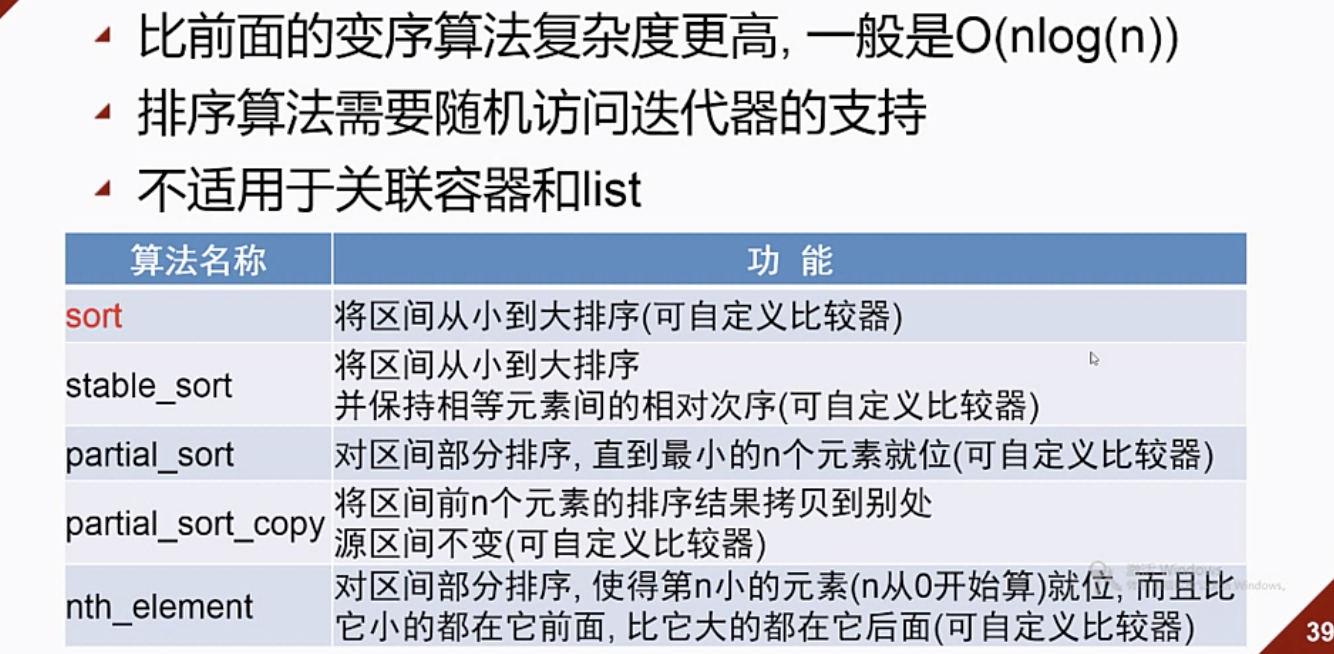 比前面的变序算法复杂度更高, 一般是O(nlog(n))
排序算法需要随机访问迭代器的支持
不适用于关联容器和list
算法名称 功 能
sort 将区间从小到大排序(可自定义比较器)
stable_sort 将区间从小到大排序
并保持相等元素间的相对次序(可自定义比较器)
partial_sort 对区间部分排序, 直到最小的n个元素就位(可自定义比较器)
partial_sort_copy 将区间前n个元素的排序结果拷贝到别处
源区间不变(可自定义比较器)
nth_element 对区间部分排序, 使得第n小的元素(n从0开始算)就位, 而且比
它小的都在它前面, 比它大的都在它后面(可自定义比较器)
激活 Windows
Windows。
39